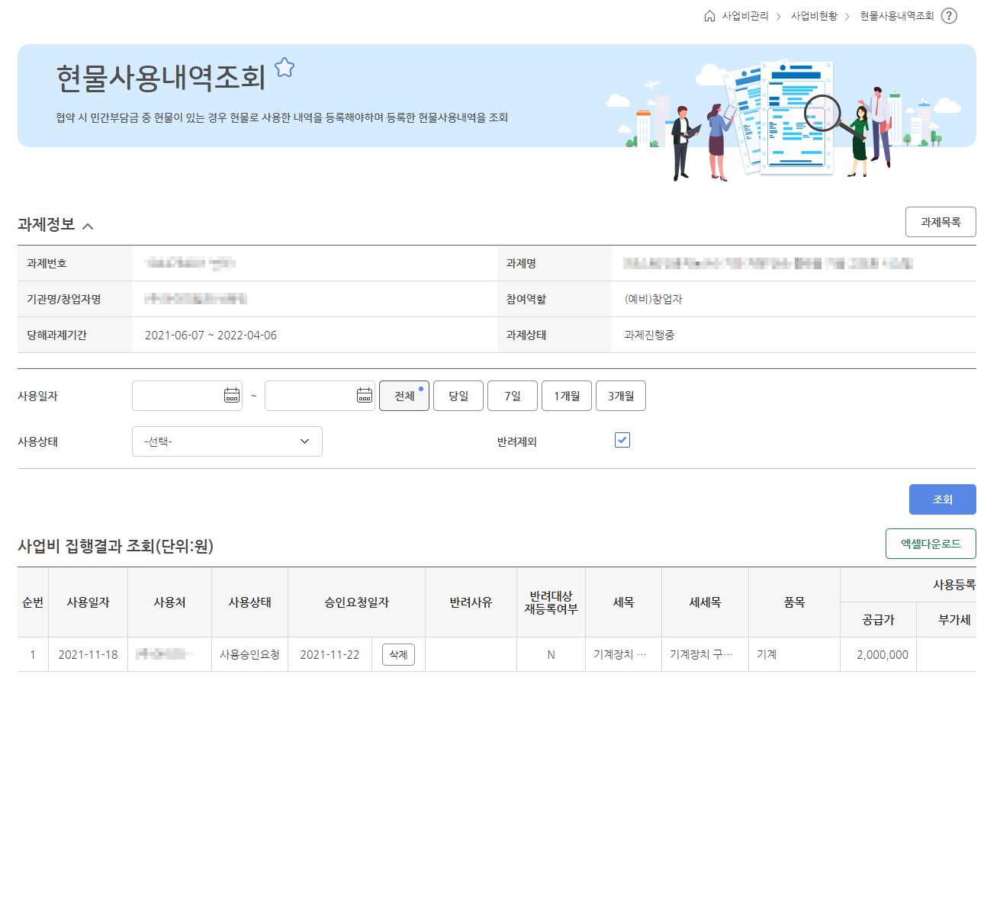 사업비관리 > 사업비현황 > 현물사용내역조회 ?
현물사용내역조회
협약 시 민간부담금 중 현물이 있는 경우 현물로 사용한 내역을 등록해야하며 등록한 현물사용내역을 조회
과제정보
과제목록
과제번호
과제명
기관명/창업자명
참여역할 (예비)창업자
당해과제기간 2021-06-07 ~ 2022-04-06
과제상태 과제진행중
사용일자 ~ 전체 당일 7일 1개월 3개월
사용상태 -선택- 반려제외
조회
사업비 집행결과 조회(단위:원)
엑셀다운로드
순번 사용일자 사용처 사용상태 승인요청일자 반려사유 반려대상 재등록여부 세목 세세목 품목 사용등록
공급가 부가세
1 2021-11-18 사용승인요청 2021-11-22 삭제 N 기계장치 … 기계장치 구… 기계 2,000,000